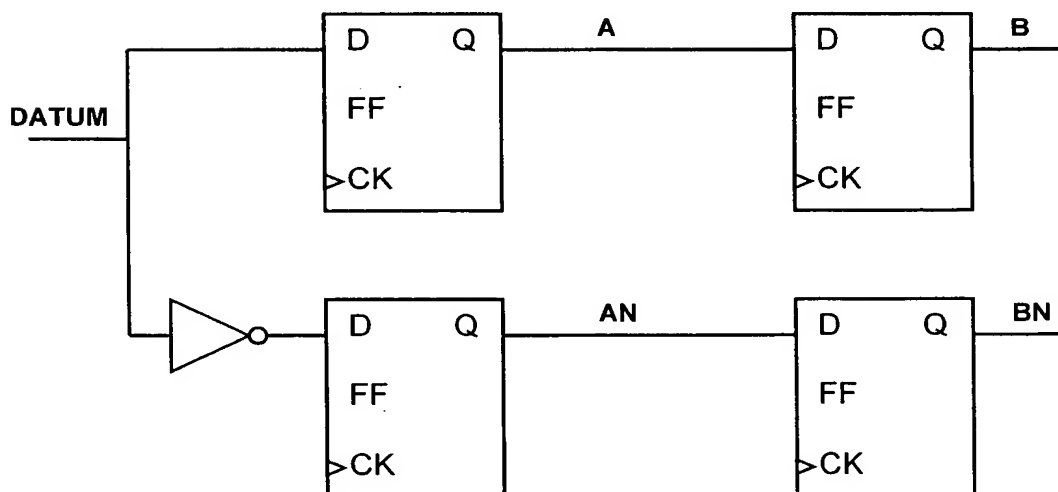 D Q A D Q B
FF FF
DATUM
CK CK
D Q AN D Q BN
FF FF
CK CK